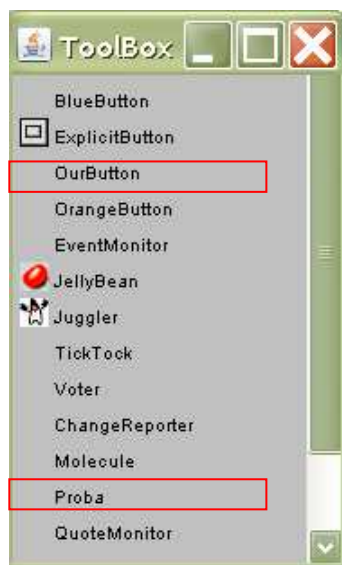 ToolBox
BlueButton
ExplicitButton
OurButton
OrangeButton
EventMonitor
JellyBean
Juggler
TickTock
Voter
ChangeReporter
Molecule
Proba
QuoteMonitor